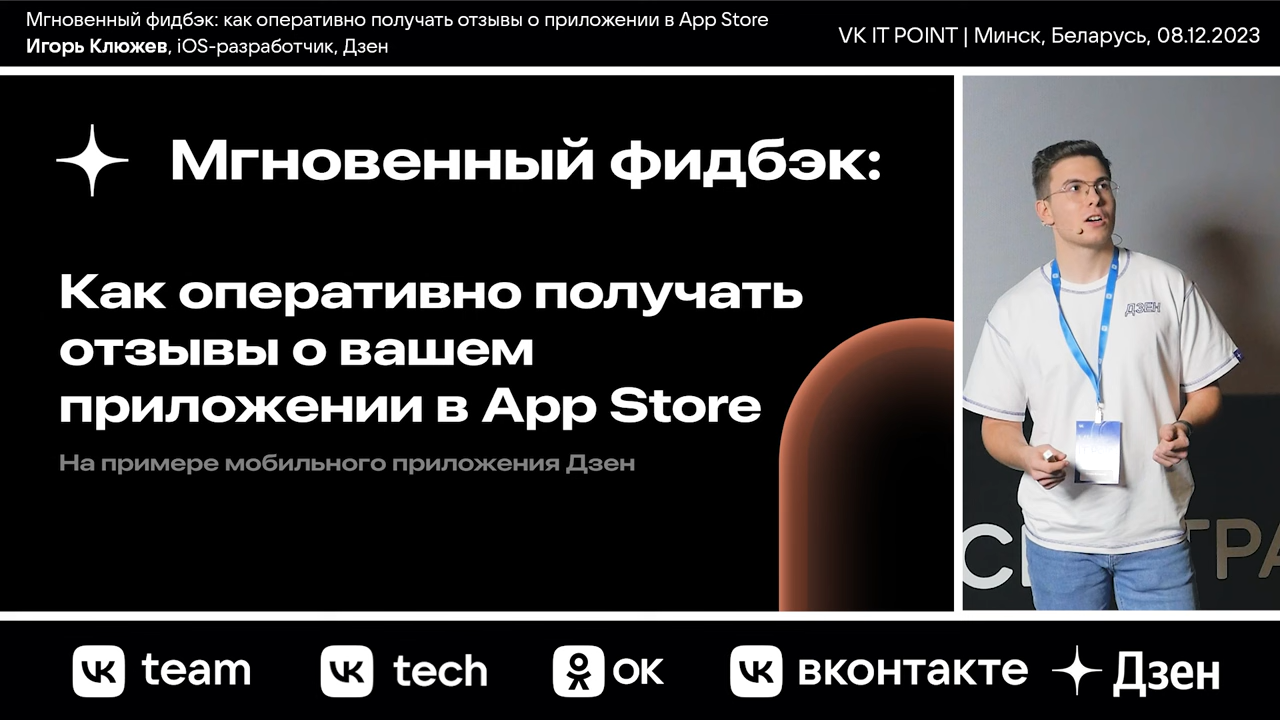 Мгновенный фидбэк: как оперативно получать отзывы о приложении в App Store
Игорь Клюжев, iOS-разработчик, Дзен
VK IT POINT | Минск, Беларусь, 08.12.2023
Мгновенный фидбэк:
Как оперативно получать
отзывы о вашем
приложении в App Store
На примере мобильного приложения Дзен
ДЗЕН
team
tech
ок
вконтакте
Дзен